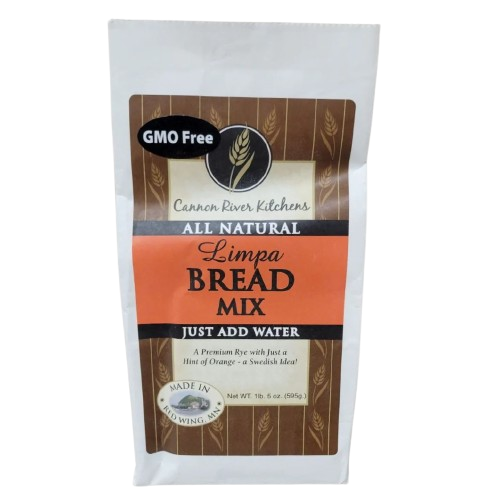 GMO Free
Cannon River Kitchens
ALL NATURAL
Limpa
BREAD
MIX
JUST ADD WATER
A Premium Rye with Just a
Hint of Orange - a Swedish Idea!
MADE IN
RED WING, MN
Net WT. 1lb. 5 oz. (595g.)